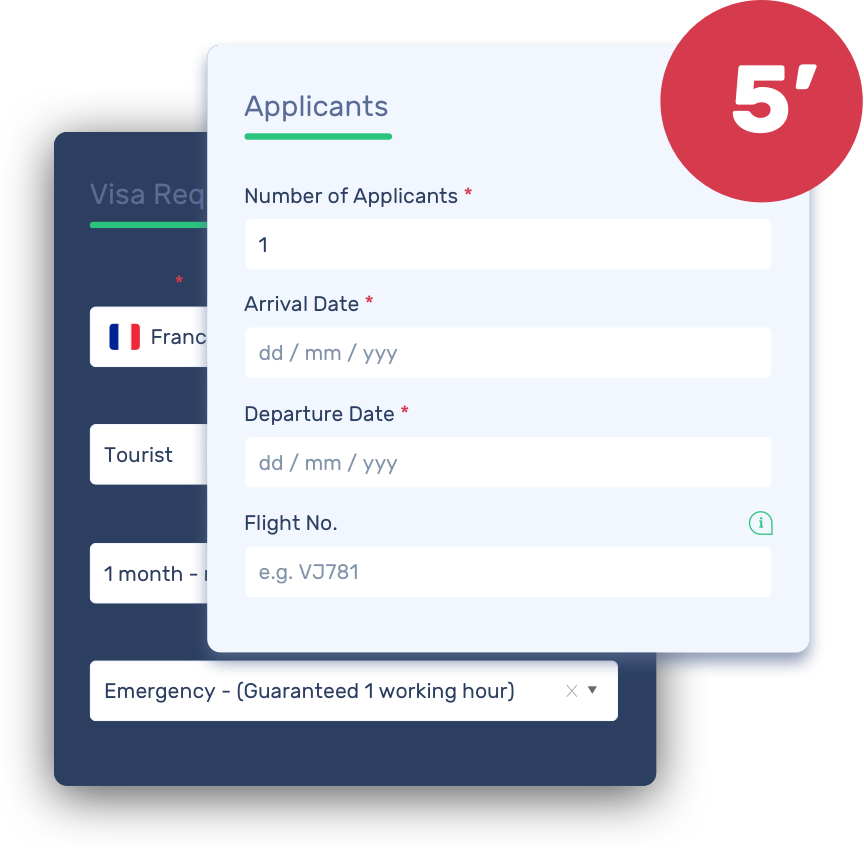 5′
Applicants
Number of Applicants *
1
Arrival Date *
dd / mm / yyy
Departure Date *
dd / mm / yyy
Flight No.
i
e.g. VJ781
Visa Req
*
Franc
Tourist
1 month -
Emergency - (Guaranteed 1 working hour)